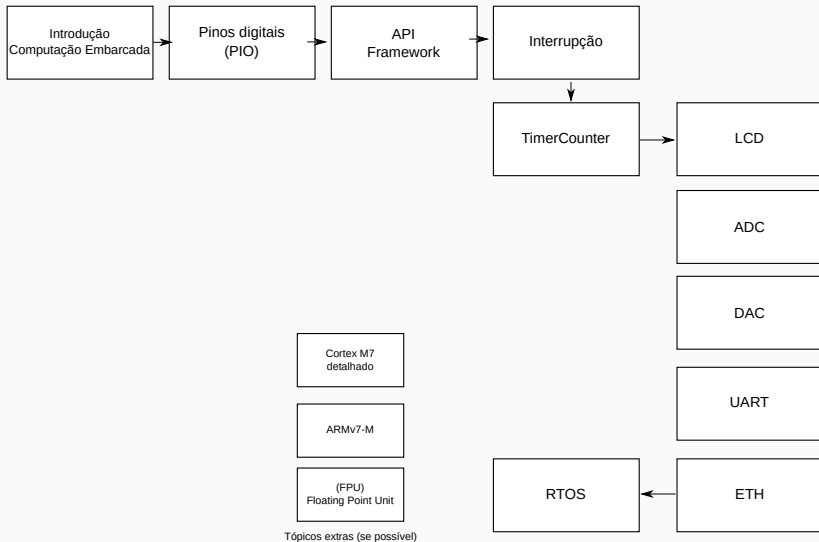 Introdução
Computação Embarcada
Pinos digitais
(PIO)
API
Framework
Interrupção
TimerCounter
LCD
ADC
DAC
Cortex M7
detalhado
UART
ARMv7-M
(FPU)
Floating Point Unit
RTOS
ETH
Tópicos extras (se possível)